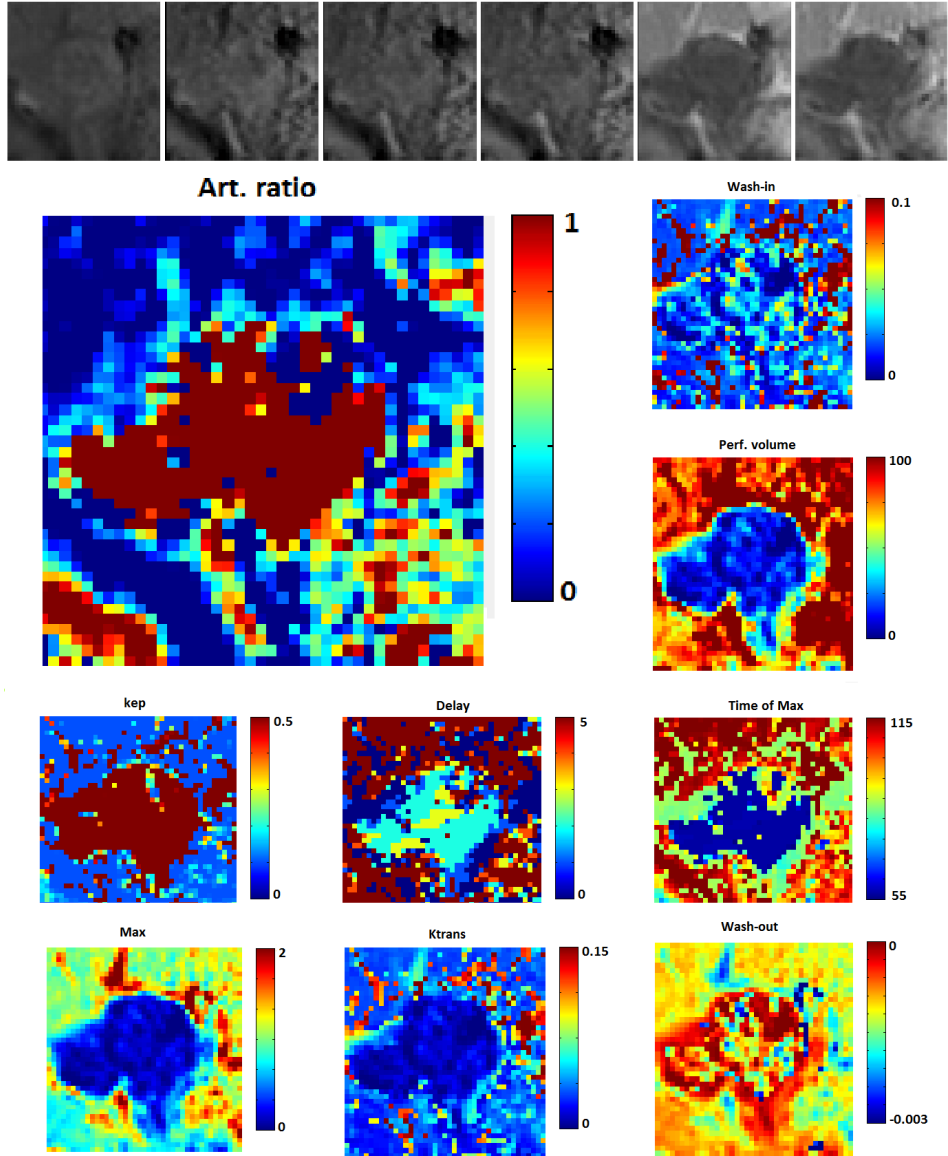 Art. ratio
1
0
Wash-in
0.1
0
Perf. volume
100
0
kep
0.5
0
Delay
5
0
Time of Max
115
55
Max
2
0
Ktrans
0.15
0
Wash-out
0
-0.003